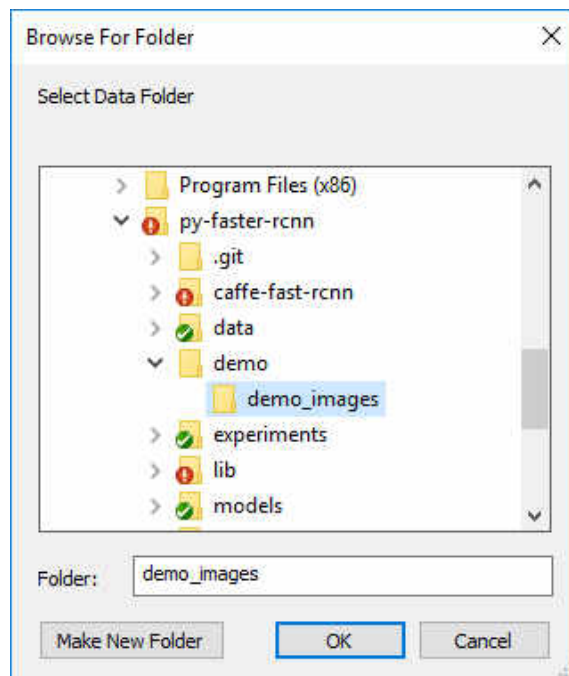 Browse For Folder
Select Data Folder
Program Files (x86)
py-faster-rcnn
.git
caffe-fast-rcnn
data
demo
demo_images
experiments
lib
models
Folder: demo_images
Make New Folder OK Cancel